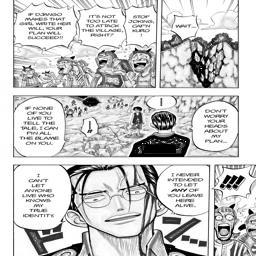 WAIT...
STOP
JOKING,
CAP'N
KURO
IT'S NOT
TOO LATE
TO ATTACK
THE VILLAGE,
RIGHT?
IF DJANGO
MAKES THAT
GIRL WRITE HER
WILL, YOUR
PLAN WILL
SUCCEED!!
DON'T
WORRY
YOUR
HEADS
ABOUT
MY
PLAN...
IF NONE
OF YOU
LIVE TO
TELL THE
TALE, I CAN
PIN ALL
THE BLAME
ON YOU.
!!!
I NEVER
INTENDED TO
LET ANY OF
YOU LEAVE
HERE
ALIVE.
I CAN'T
LET
ANYONE
LIVE WHO
KNOWS
MY TRUE
IDENTITY.